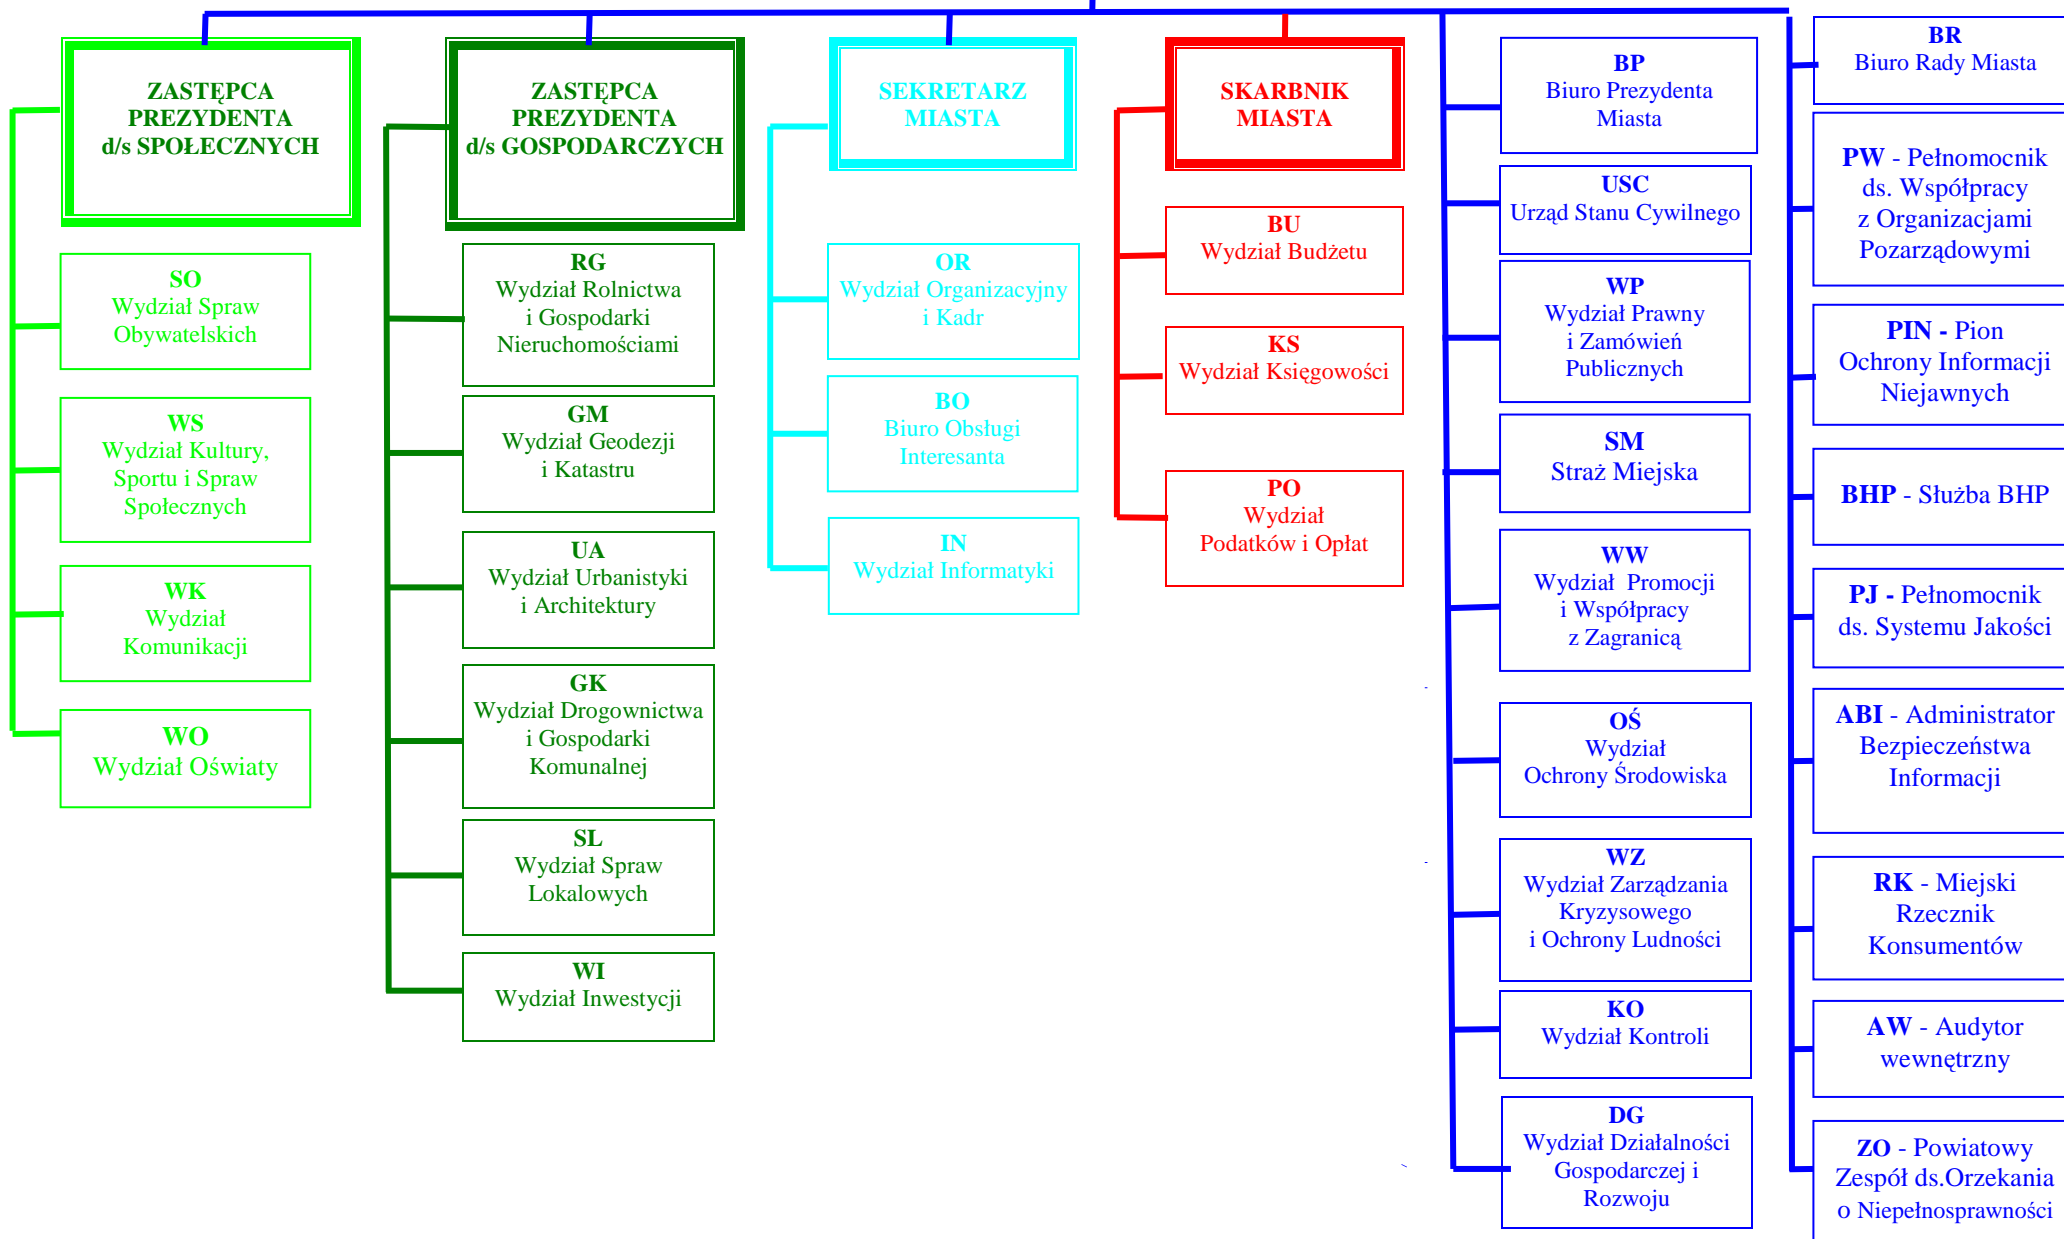 ZASTĘPCA
PREZYDENTA
d/s SPOŁECZNYCH
SO
Wydział Spraw
Obywatelskich
WS
Wydział Kultury,
Sportu i Spraw
Społecznych
WK
Wydział
Komunikacji
WO
Wydział Oświaty
ZASTĘPCA
PREZYDENTA
d/s GOSPODARCZYCH
RG
Wydział Rolnictwa
i Gospodarki
Nieruchomościami
GM
Wydział Geodezji
i Katastru
UA
Wydział Urbanistyki
i Architektury
GK
Wydział Drogownictwa
i Gospodarki
Komunalnej
SL
Wydział Spraw
Lokalowych
WI
Wydział Inwestycji
SEKRETARZ
MIASTA
OR
Wydział Organizacyjny
i Kadr
BO
Biuro Obsługi
Interesanta
IN
Wydział Informatyki
SKARBNIK
MIASTA
BU
Wydział Budżetu
KS
Wydział Księgowości
PO
Wydział
Podatków i Opłat
BP
Biuro Prezydenta
Miasta
USC
Urząd Stanu Cywilnego
WP
Wydział Prawny
i Zamówień
Publicznych
SM
Straż Miejska
WW
Wydział Promocji
i Współpracy
z Zagranicą
OŚ
Wydział
Ochrony Środowiska
WZ
Wydział Zarządzania
Kryzysowego
i Ochrony Ludności
KO
Wydział Kontroli
DG
Wydział Działalności
Gospodarczej i
Rozwoju
BR
Biuro Rady Miasta
PW - Pełnomocnik
ds. Współpracy
z Organizacjami
Pozarządowymi
PIN - Pion
Ochrony Informacji
Niejawnych
BHP - Służba BHP
PJ - Pełnomocnik
ds. Systemu Jakości
ABI - Administrator
Bezpieczeństwa
Informacji
RK - Miejski
Rzecznik
Konsumentów
AW - Audytor
wewnętrzny
ZO - Powiatowy
Zespół ds.Orzekania
o Niepełnosprawności